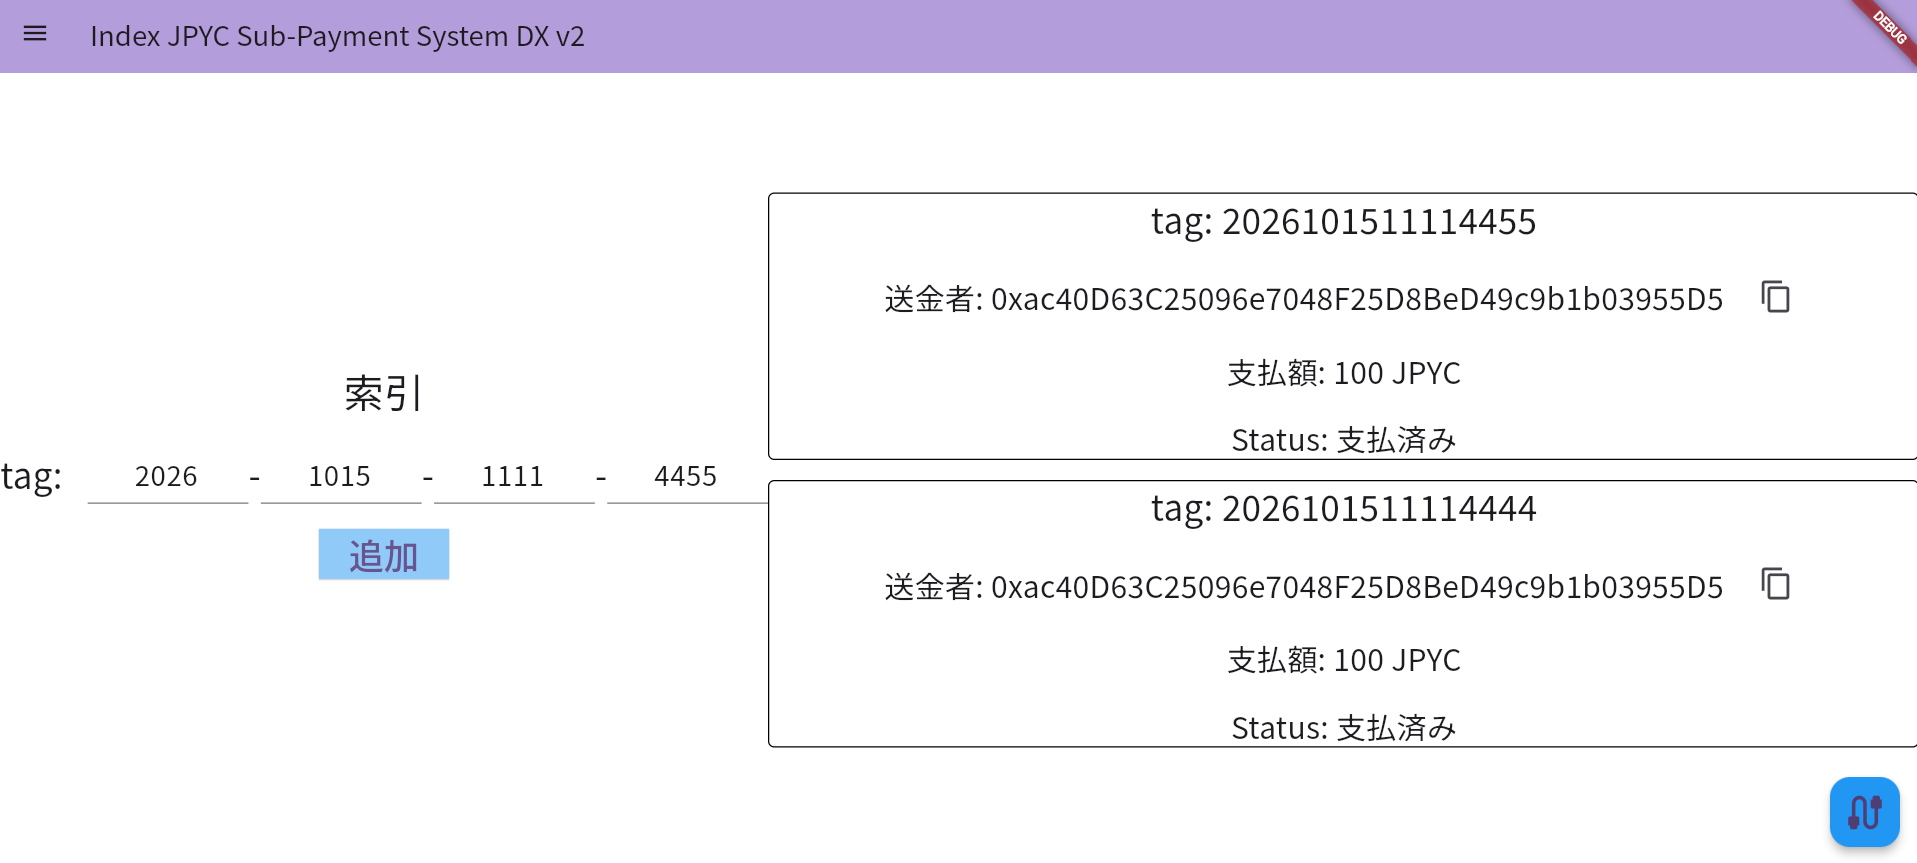 Index JPYC Sub-Payment System DX v2
DEBUG
索引
tag: 2026 - 1015 - 1111 - 4455
追加
tag: 2026101511114455
送金者: 0xac40D63C25096e7048F25D8BeD49c9b1b03955D5
支払額: 100 JPYC
Status: 支払済み
tag: 2026101511114444
送金者: 0xac40D63C25096e7048F25D8BeD49c9b1b03955D5
支払額: 100 JPYC
Status: 支払済み